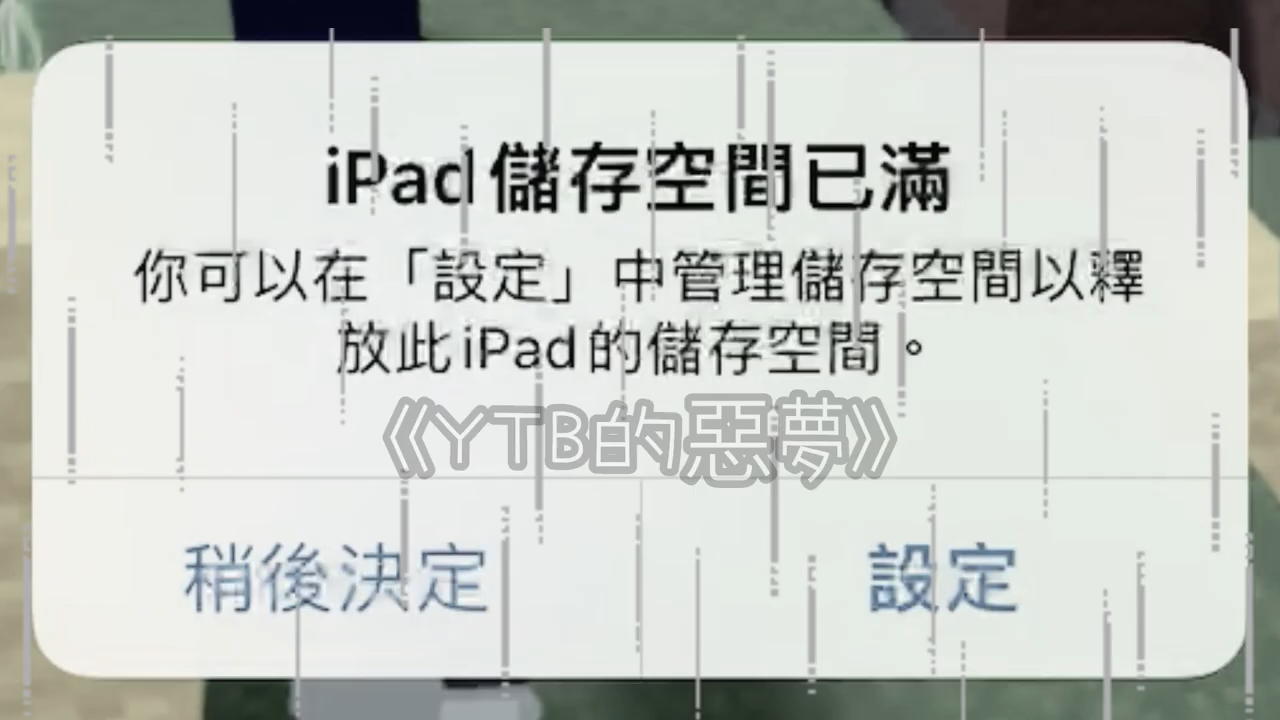 iPad儲存空間已滿
你可以在「設定」中管理儲存空間以釋
放此iPad的儲存空間。
《YTB的惡夢》
稍後決定
設定